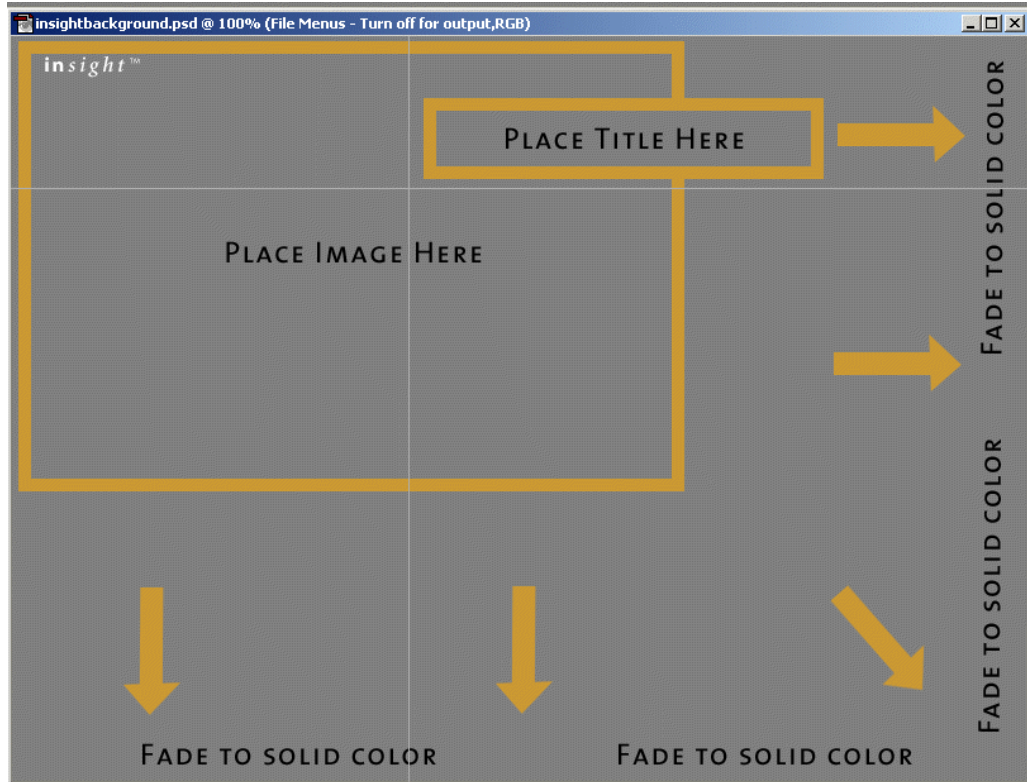 insightbackground.psd @ 100% (File Menus - Turn off for output,RGB)
insight™
PLACE TITLE HERE
PLACE IMAGE HERE
FADE TO SOLID COLOR
FADE TO SOLID COLOR
FADE TO SOLID COLOR
FADE TO SOLID COLOR